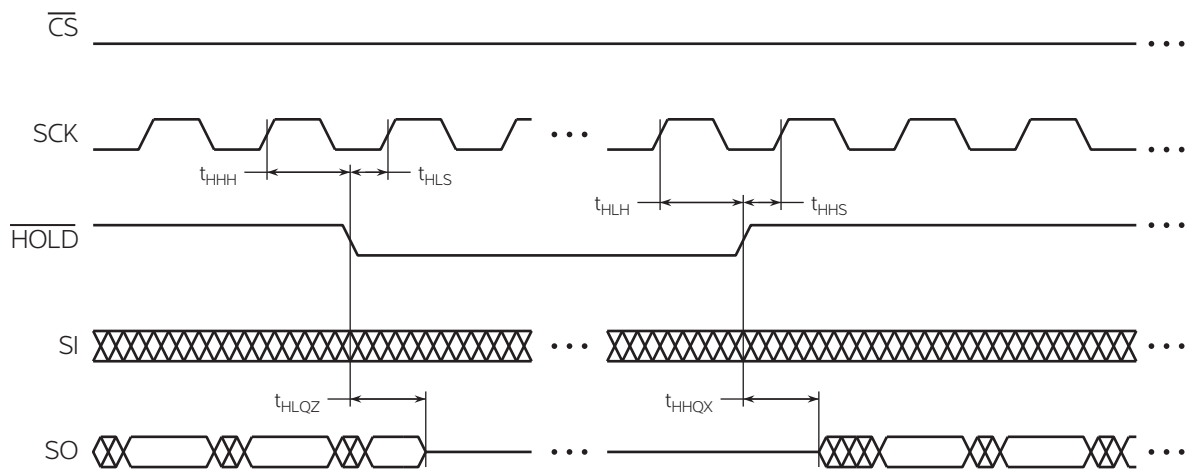 CS
SCK
tHHH
tHLS
tHLH
tHHS
HOLD
SI
tHLQZ
tHHQX
SO